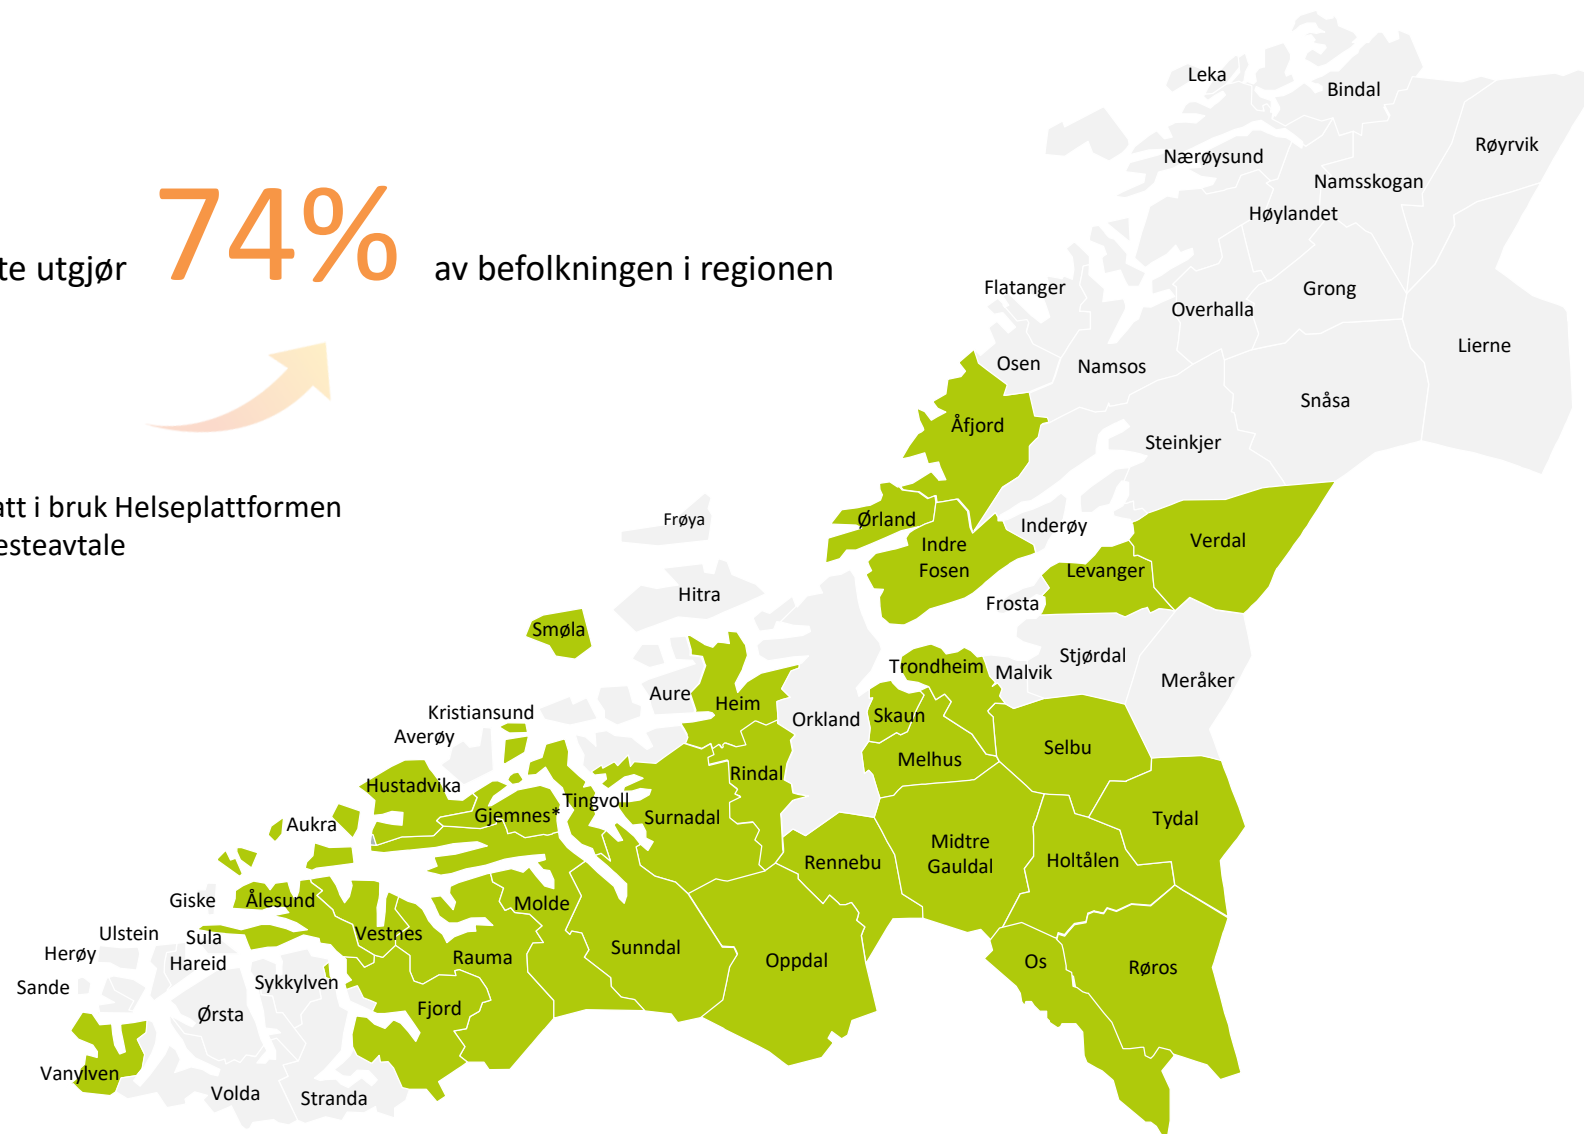 te utgjør 74% av befolkningen i regionen
att i bruk Helseplattformen
esteavtale
Leka
Bindal
Røyrvik
Nærøysund
Namsskogan
Høylandet
Flatanger
Grong
Overhalla
Lierne
Osen
Namsos
Snåsa
Åfjord
Steinkjer
Frøya
Ørland
Inderøy
Verdal
Indre
Fosen
Levanger
Hitra
Frosta
Smøla
Stjørdal
Trondheim
Malvik
Meråker
Aure
Heim
Kristiansund
Orkland
Skaun
Averøy
Selbu
Melhus
Rindal
Hustadvika
Tingvoll
Gjemnes*
Surnadal
Tydal
Aukra
Midtre
Gauldal
Rennebu
Holtålen
Giske
Ålesund
Molde
Ulstein
Sula
Vestnes
Herøy
Hareid
Rauma
Sunndal
Oppdal
Os
Røros
Sande
Sykkylven
Ørsta
Fjord
Vanylven
Volda
Stranda